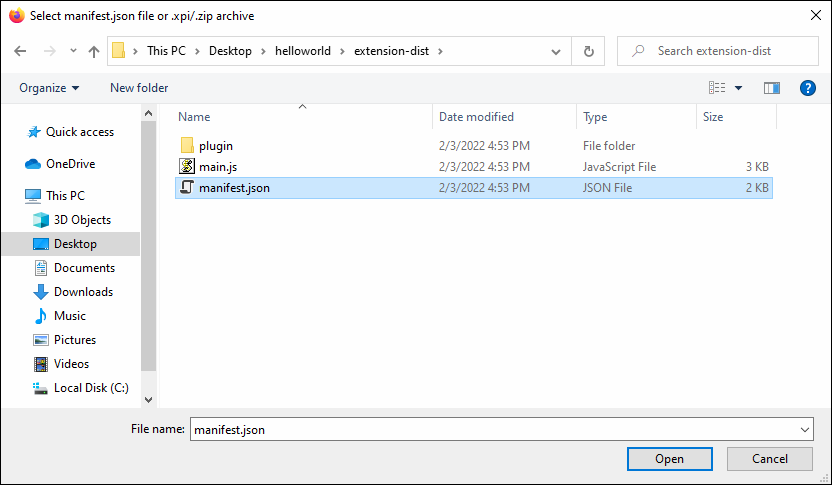 Select manifest.json file or .xpi/.zip archive
This PC > Desktop > helloworld > extension-dist >
Search extension-dist
Organize
New folder
?
Name Date modified Type Size
Quick access
OneDrive
This PC
3D Objects
Desktop
Documents
Downloads
Music
Pictures
Videos
Local Disk (C:)
plugin 2/3/2022 4:53 PM File folder
main.js 2/3/2022 4:53 PM JavaScript File 3 KB
manifest.json 2/3/2022 4:53 PM JSON File 2 KB
File name: manifest.json
Open Cancel